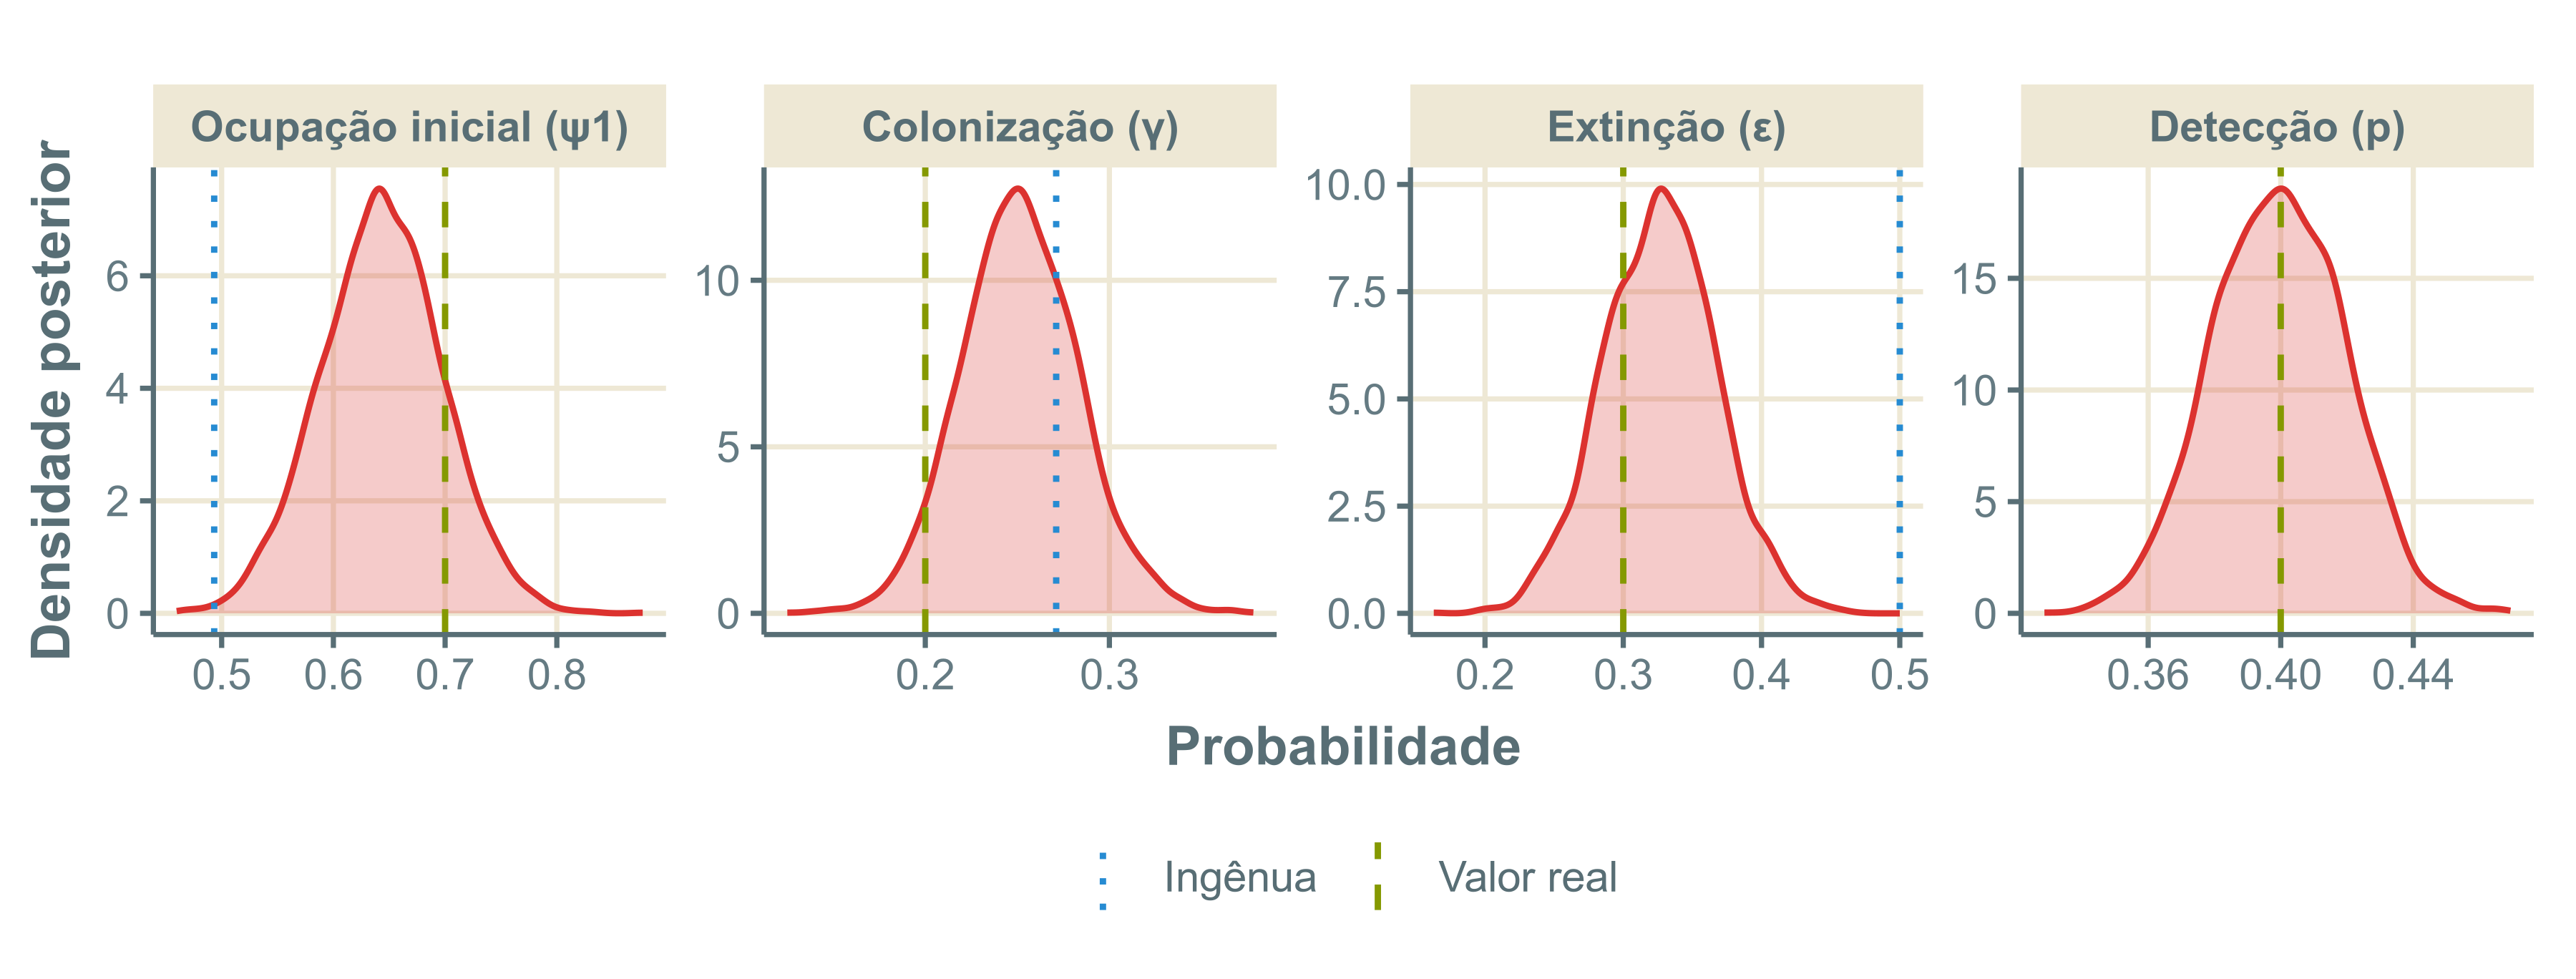 Ocupação inicial (ψ1)
Colonização (γ)
Extinção (ε)
Detecção (p)
Densidade posterior
6
4
2
0
0.5 0.6 0.7 0.8
10
5
0
0.2 0.3
10.0
7.5
5.0
2.5
0.0
0.2 0.3 0.4 0.5
15
10
5
0
0.36 0.40 0.44
Probabilidade
Ingênua
Valor real